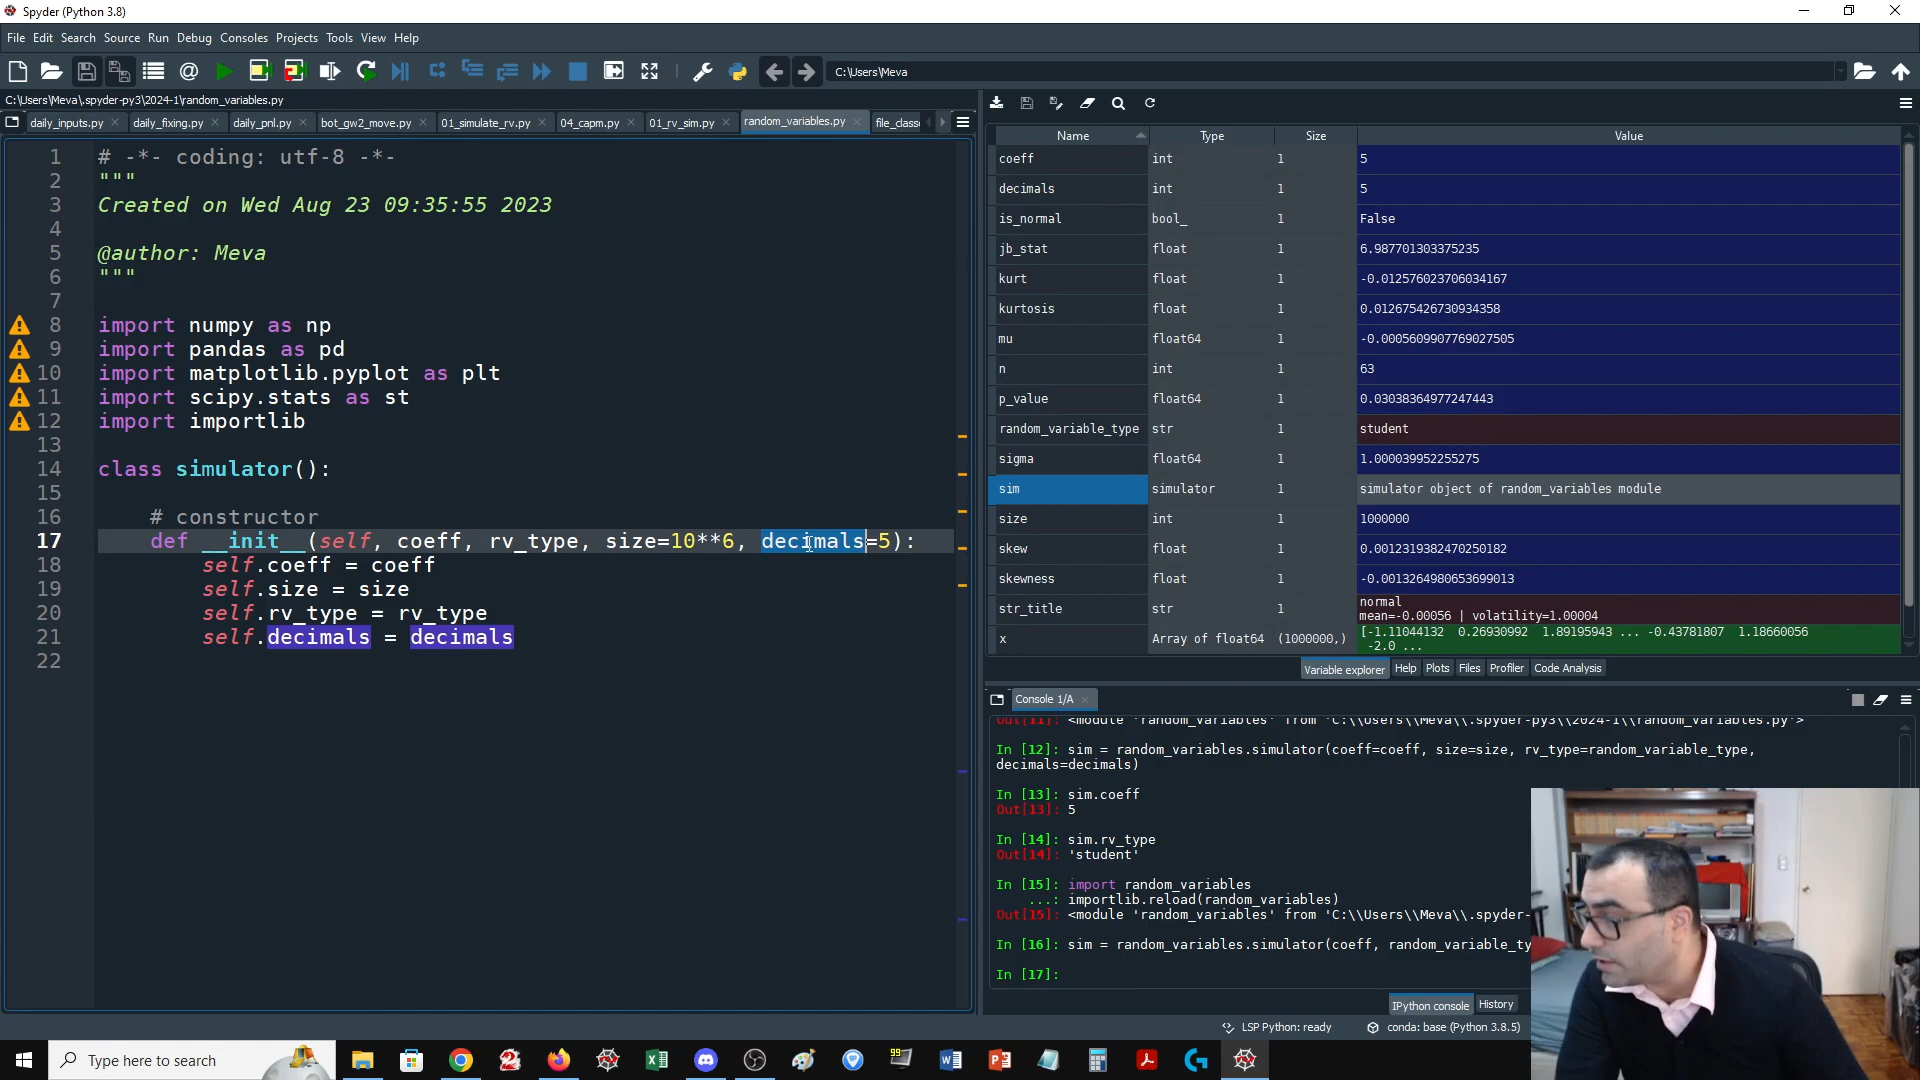 Spyder (Python 3.8)
File Edit Search Source Run Debug Consoles Projects Tools View Help
C:\Users\Meva
C:\Users\Meva\.spyder-py3\2024-1\random_variables.py
daily_inputs.py daily_fixing.py daily_pnl.py bot_gw2_move.py 01_simulate_rv.py 04_capm.py 01_rv_sim.py random_variables.py file_class
1 # -*- coding: utf-8 -*-
2 """
3 Created on Wed Aug 23 09:35:55 2023
4
5 @author: Meva
6 """
7
8 import numpy as np
9 import pandas as pd
10 import matplotlib.pyplot as plt
11 import scipy.stats as st
12 import importlib
13
14 class simulator():
15
16 # constructor
17 def __init__(self, coeff, rv_type, size=10**6, decimals=5):
18 self.coeff = coeff
19 self.size = size
20 self.rv_type = rv_type
21 self.decimals = decimals
22
Name Type Size Value
coeff int 1 5
decimals int 1 5
is_normal bool_ 1 False
jb_stat float 1 6.987701303375235
kurt float 1 -0.012576023706034167
kurtosis float 1 0.012675426730934358
mu float64 1 -0.0005609907769027505
n int 1 63
p_value float64 1 0.03038364977247443
random_variable_type str 1 student
sigma float64 1 1.000039952255275
sim simulator 1 simulator object of random_variables module
size int 1 1000000
skew float 1 0.0012319382470250182
skewness float 1 -0.0013264980653699013
str_title str 1 normal
mean=-0.00056 | volatility=1.00004
x Array of float64 (1000000,) [-1.11044132 0.26930992 1.89195943 ... -0.43781807 1.18660056
-2.0 ...
Variable explorer Help Plots Files Profiler Code Analysis
Console 1/A
Out[11]: <module 'random_variables' from 'C:\\Users\\Meva\\.spyder-py3\\2024-1\\random_variables.py'>
In [12]: sim = random_variables.simulator(coeff=coeff, size=size, rv_type=random_variable_type,
decimals=decimals)
In [13]: sim.coeff
Out[13]: 5
In [14]: sim.rv_type
Out[14]: 'student'
In [15]: import random_variables
...: importlib.reload(random_variables)
Out[15]: <module 'random_variables' from 'C:\\Users\\Meva\\.spyder-
In [16]: sim = random_variables.simulator(coeff, random_variable_ty
In [17]:
IPython console History
LSP Python: ready conda: base (Python 3.8.5)
Type here to search